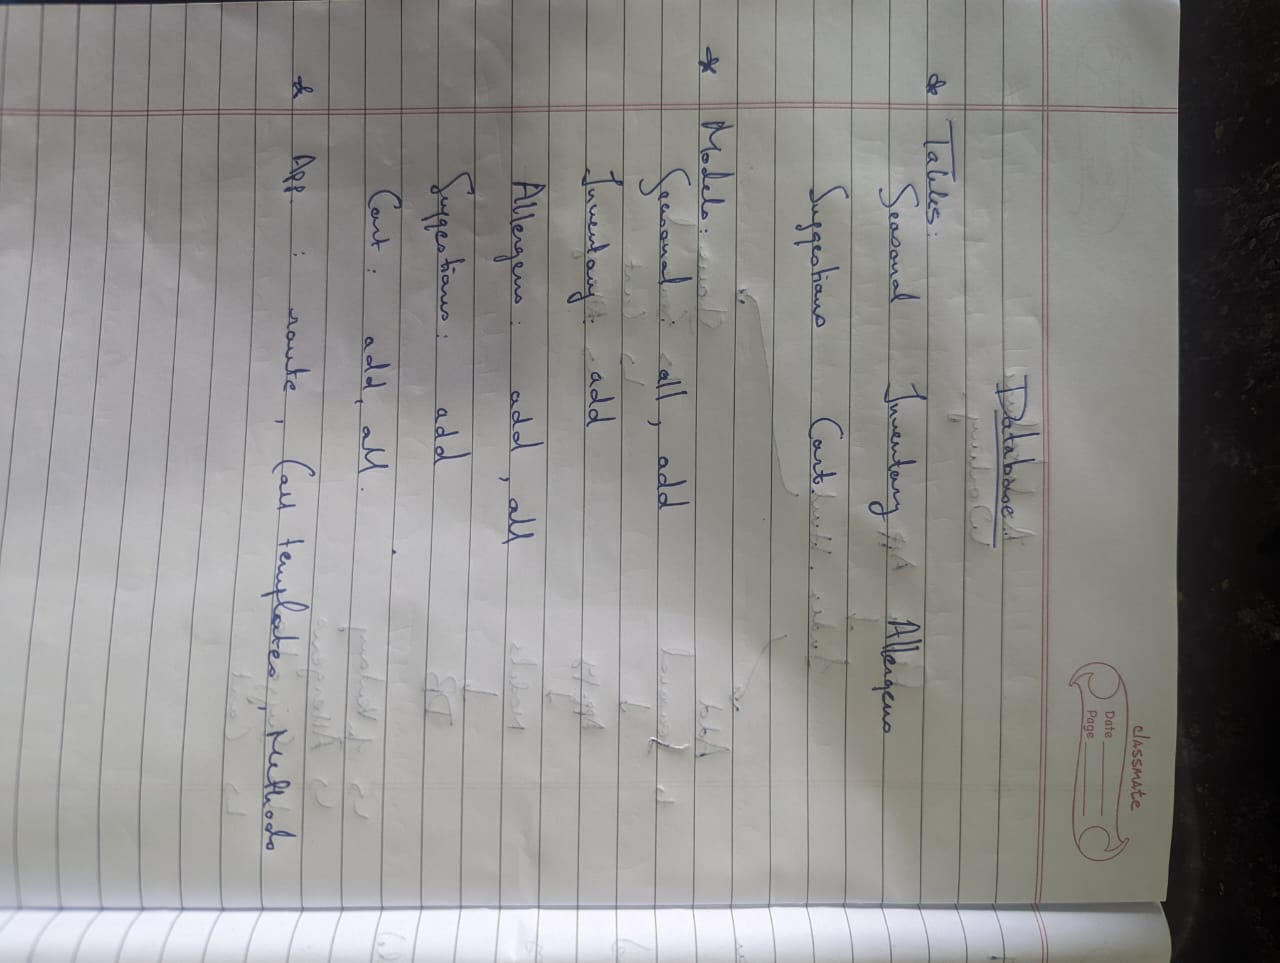 classmate
Date
Page
Database
* Tables:
Seasonal Inventory Allergens
Suggestions Cart.
* Models:
Seasonal : all, add
Inventory : add
Allergens : add, all
Suggestions : add
Cart : add, all.
* App : route, Call templates, Methods